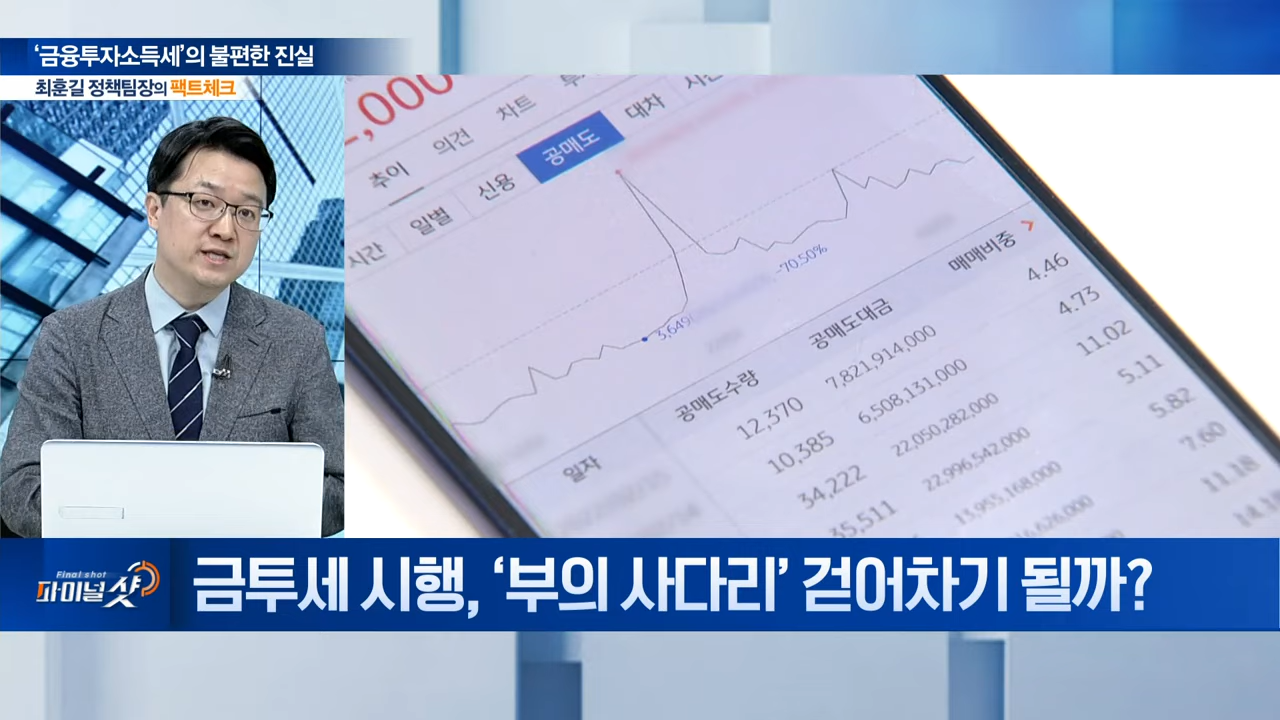 ‘금융투자소득세’의 불편한 진실
최훈길 정책팀장의 팩트체크
,000
추이 의견 차트
시간 일별 신용 공매도 대차
-70.50%
3,649/
일자 공매도수량 공매도대금 매매비중
12,370 7,821,914,000 4.46
10,385 6,508,131,000 4.73
34,222 22,050,282,000 11.02
35,511 22,996,542,000 5.11
13,955,168,000 5.82
7.60
11.18
Final shot
파이널 샷
금투세 시행, ‘부의 사다리’ 걷어차기 될까?